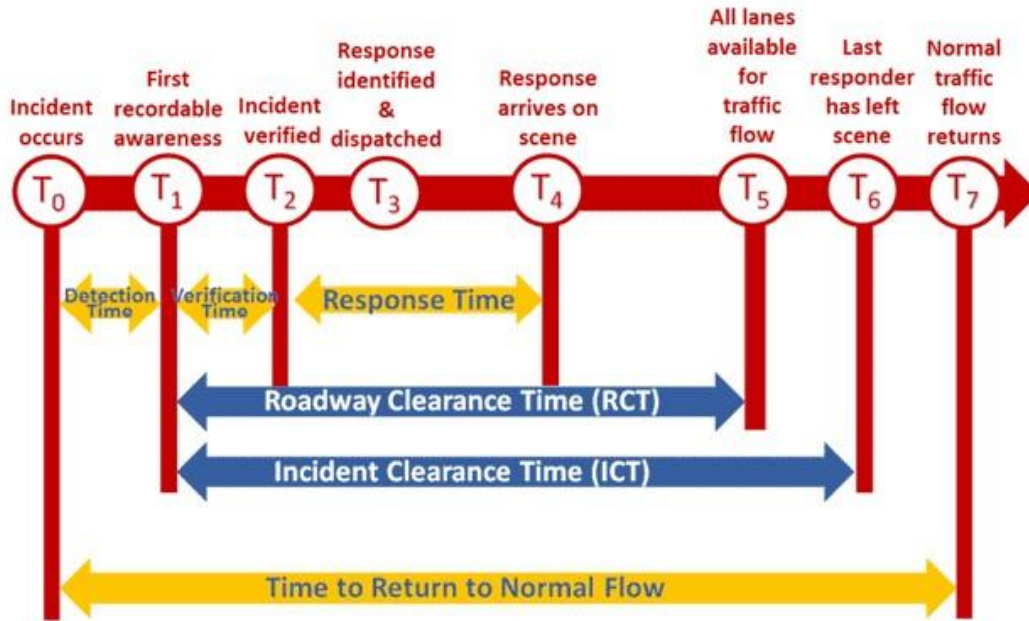 Incident
occurs
First
recordable
awareness
Incident
verified
Response
identified
&
dispatched
Response
arrives on
scene
All lanes
available
for
traffic
flow
Last
responder
has left
scene
Normal
traffic
flow
returns
T0
T1
T2
T3
T4
T5
T6
T7
Detection
Time
Verification
Time
Response Time
Roadway Clearance Time (RCT)
Incident Clearance Time (ICT)
Time to Return to Normal Flow